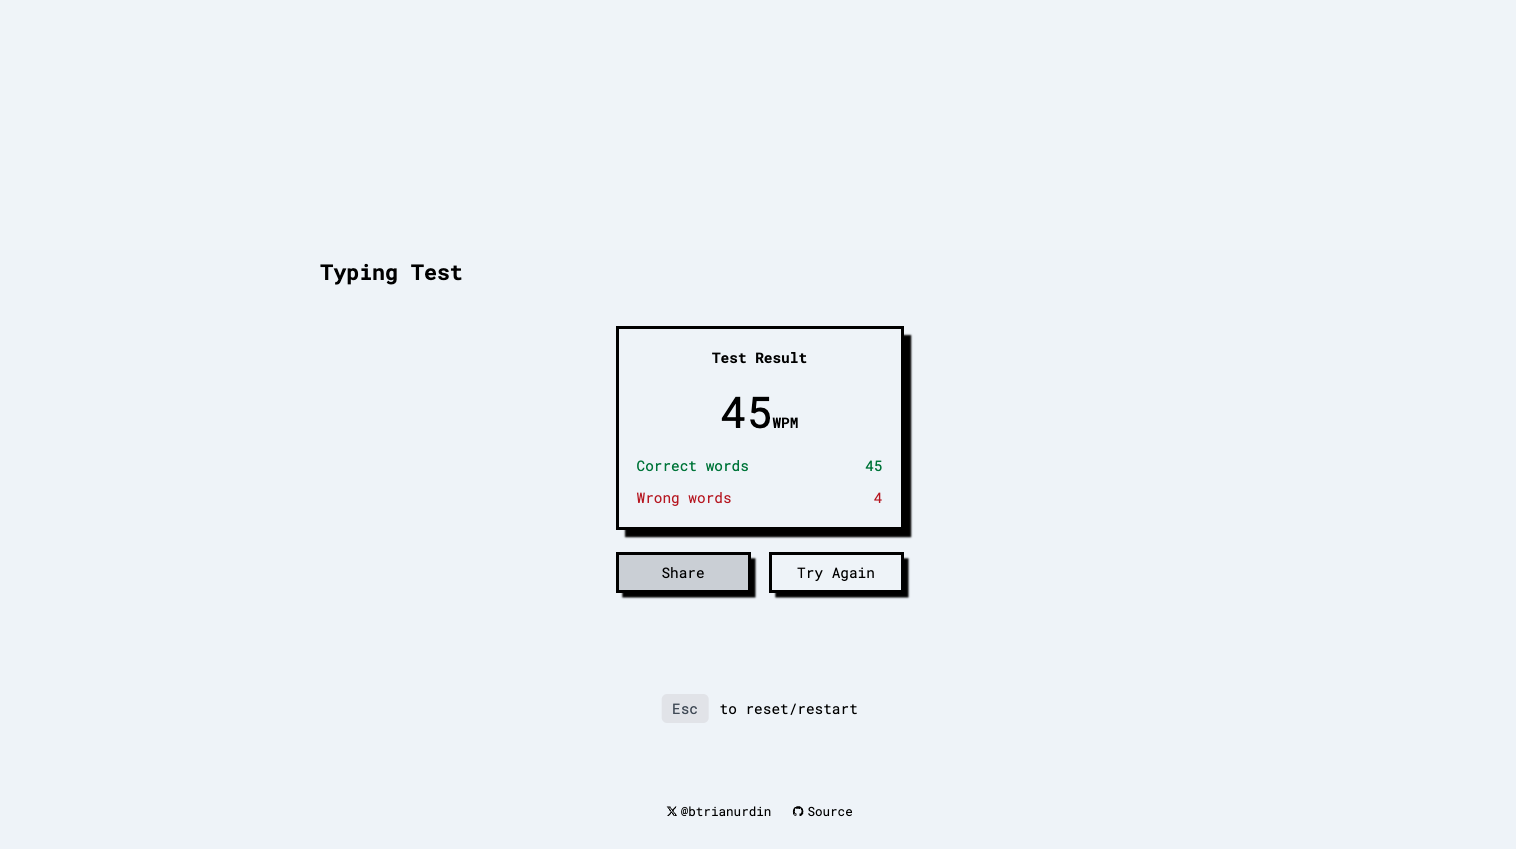 Typing Test
Test Result
45WPM
Correct words 45
Wrong words 4
Share Try Again
Esc to reset/restart
@btrianurdin Source